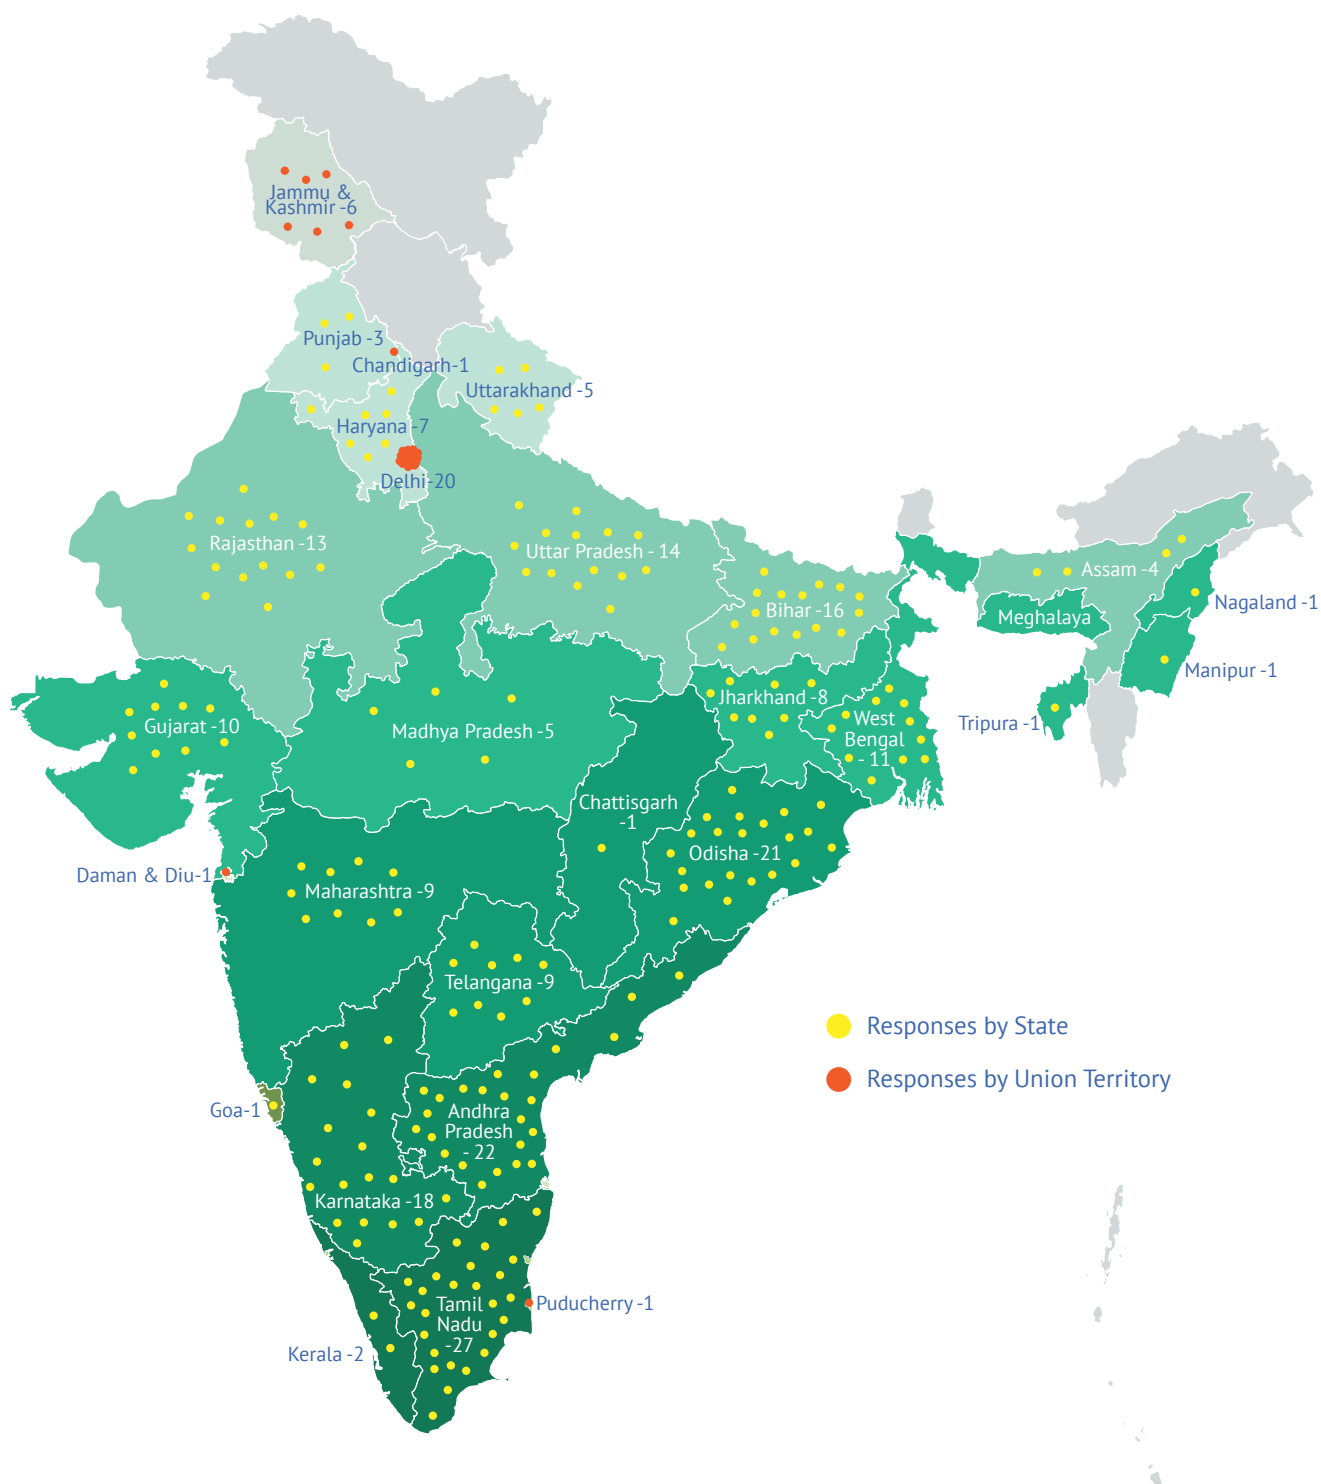 Jammu &
Kashmir -6
Punjab -3
Chandigarh-1
Uttarakhand -5
Haryana -7
Delhi-20
Rajasthan -13
Uttar Pradesh - 14
Bihar -16
Assam -4
Nagaland -1
Meghalaya
Manipur -1
Tripura -1
Gujarat -10
Madhya Pradesh -5
Jharkhand -8
West
Bengal
- 11
Chattisgarh
-1
Odisha -21
Daman & Diu-1
Maharashtra -9
Telangana -9
Responses by State
Responses by Union Territory
Goa-1
Andhra
Pradesh
- 22
Karnataka -18
Tamil
Nadu
-27
Puducherry -1
Kerala -2